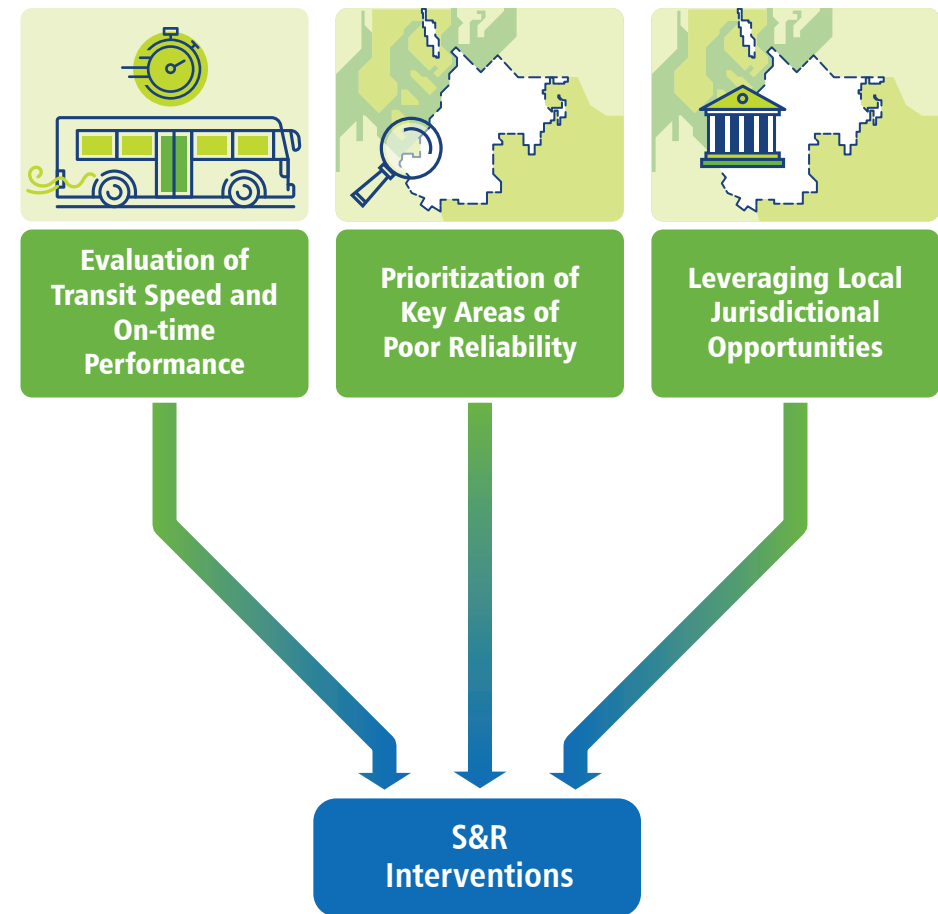 Evaluation of
Transit Speed and
On-time
Performance
Prioritization of
Key Areas of
Poor Reliability
Leveraging Local
Jurisdictional
Opportunities
S&R
Interventions